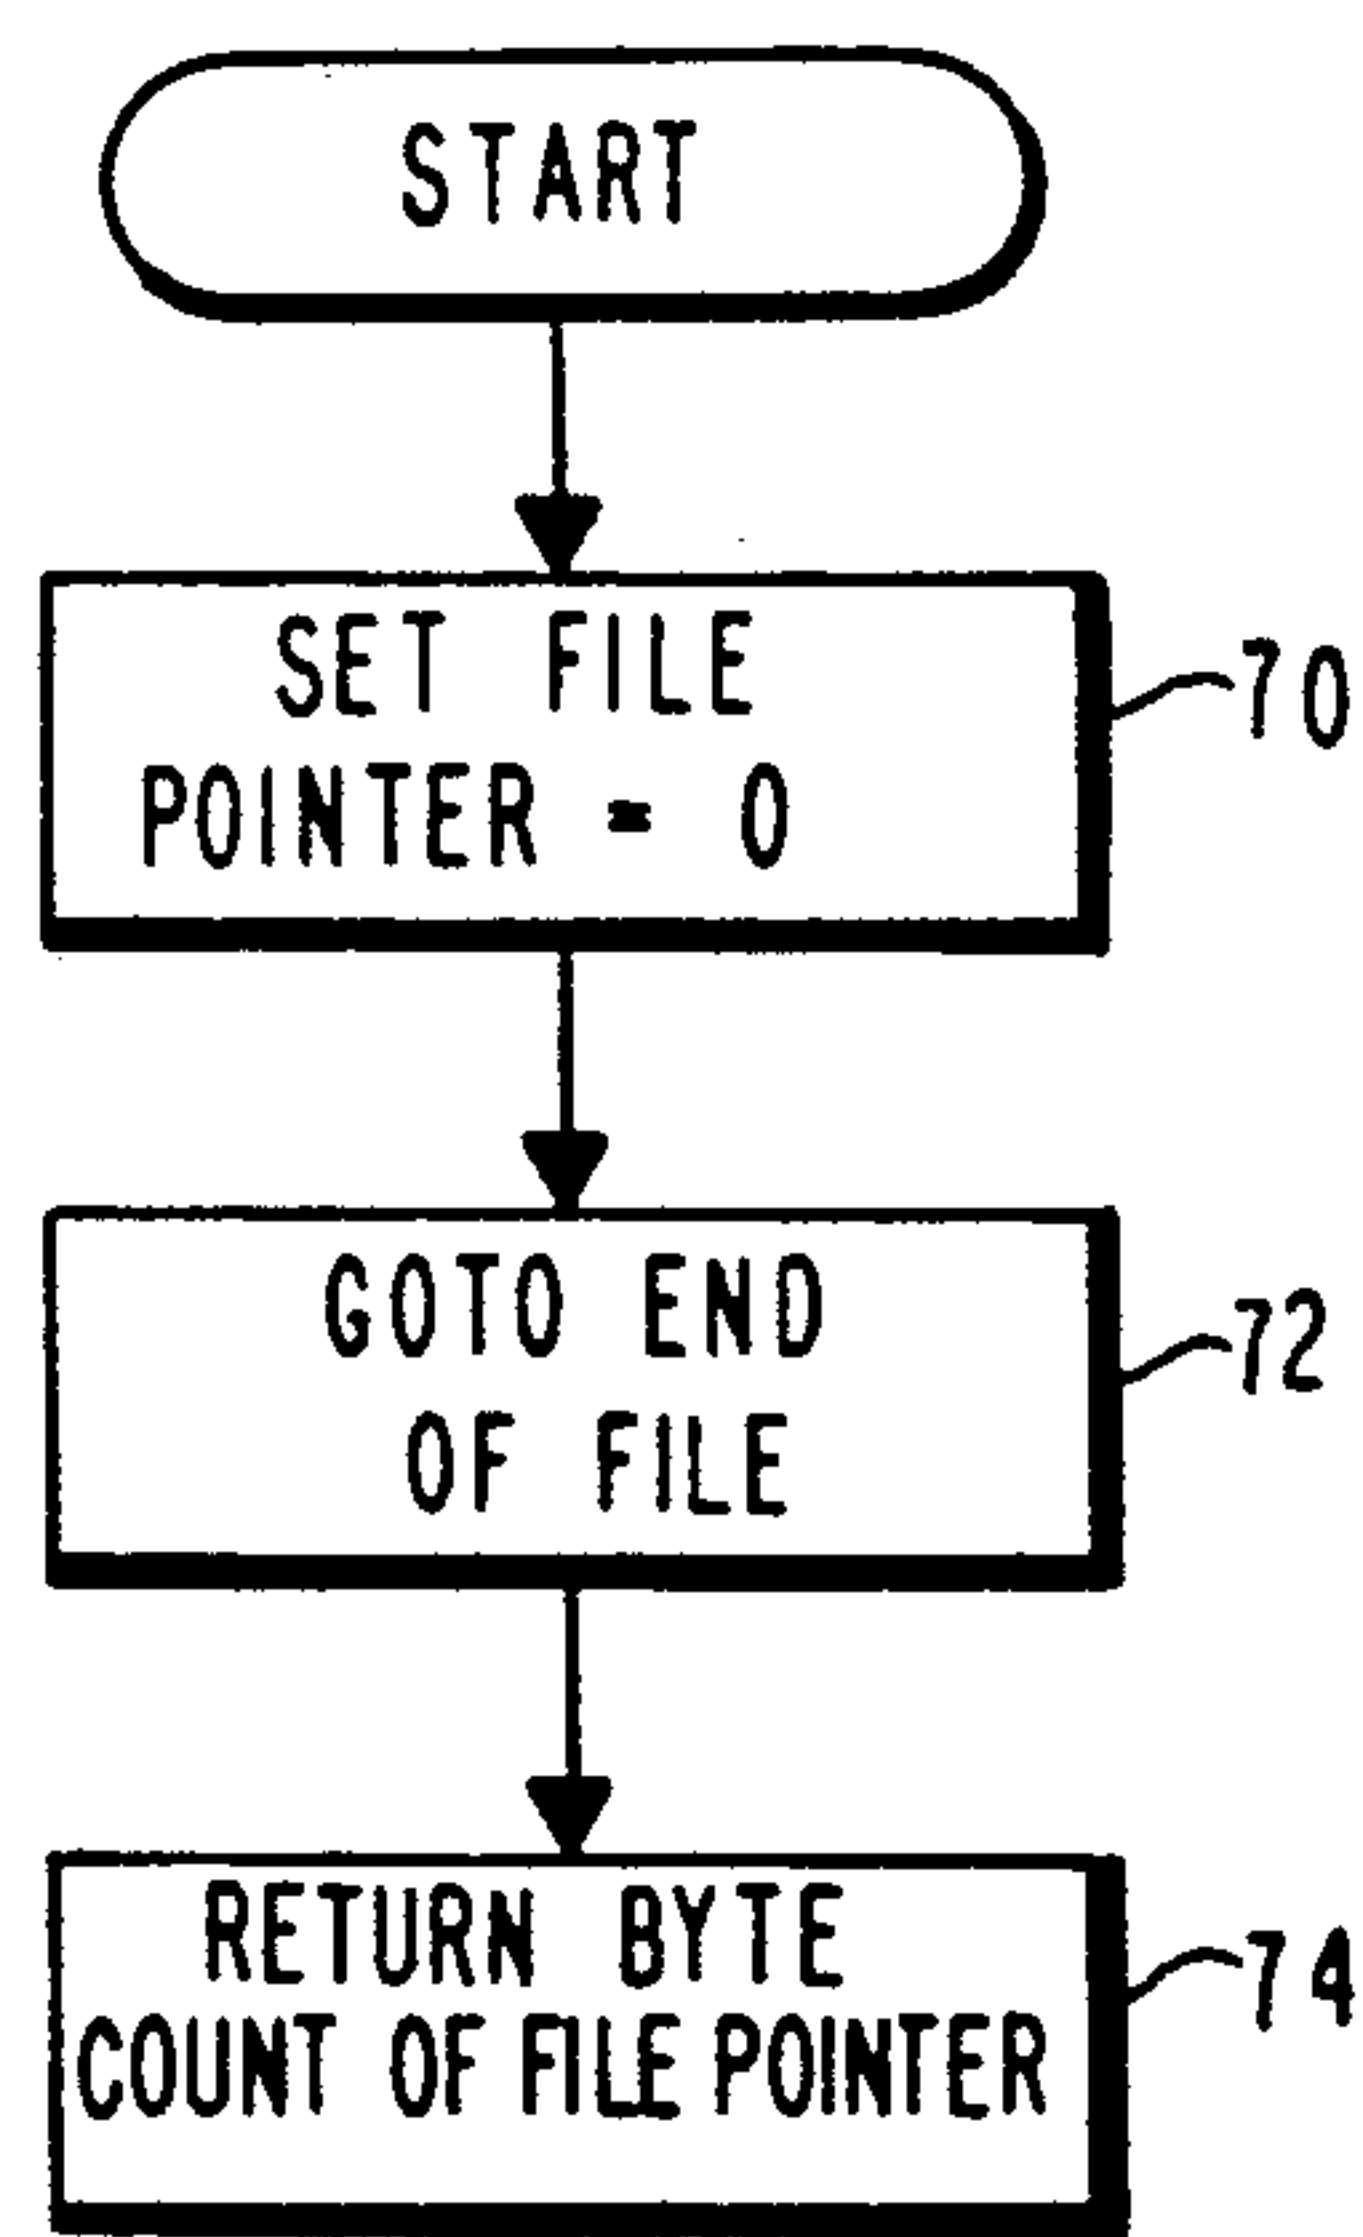 START
SET FILE
POINTER = 0
70
GOTO END
OF FILE
72
RETURN BYTE
COUNT OF FILE POINTER
74